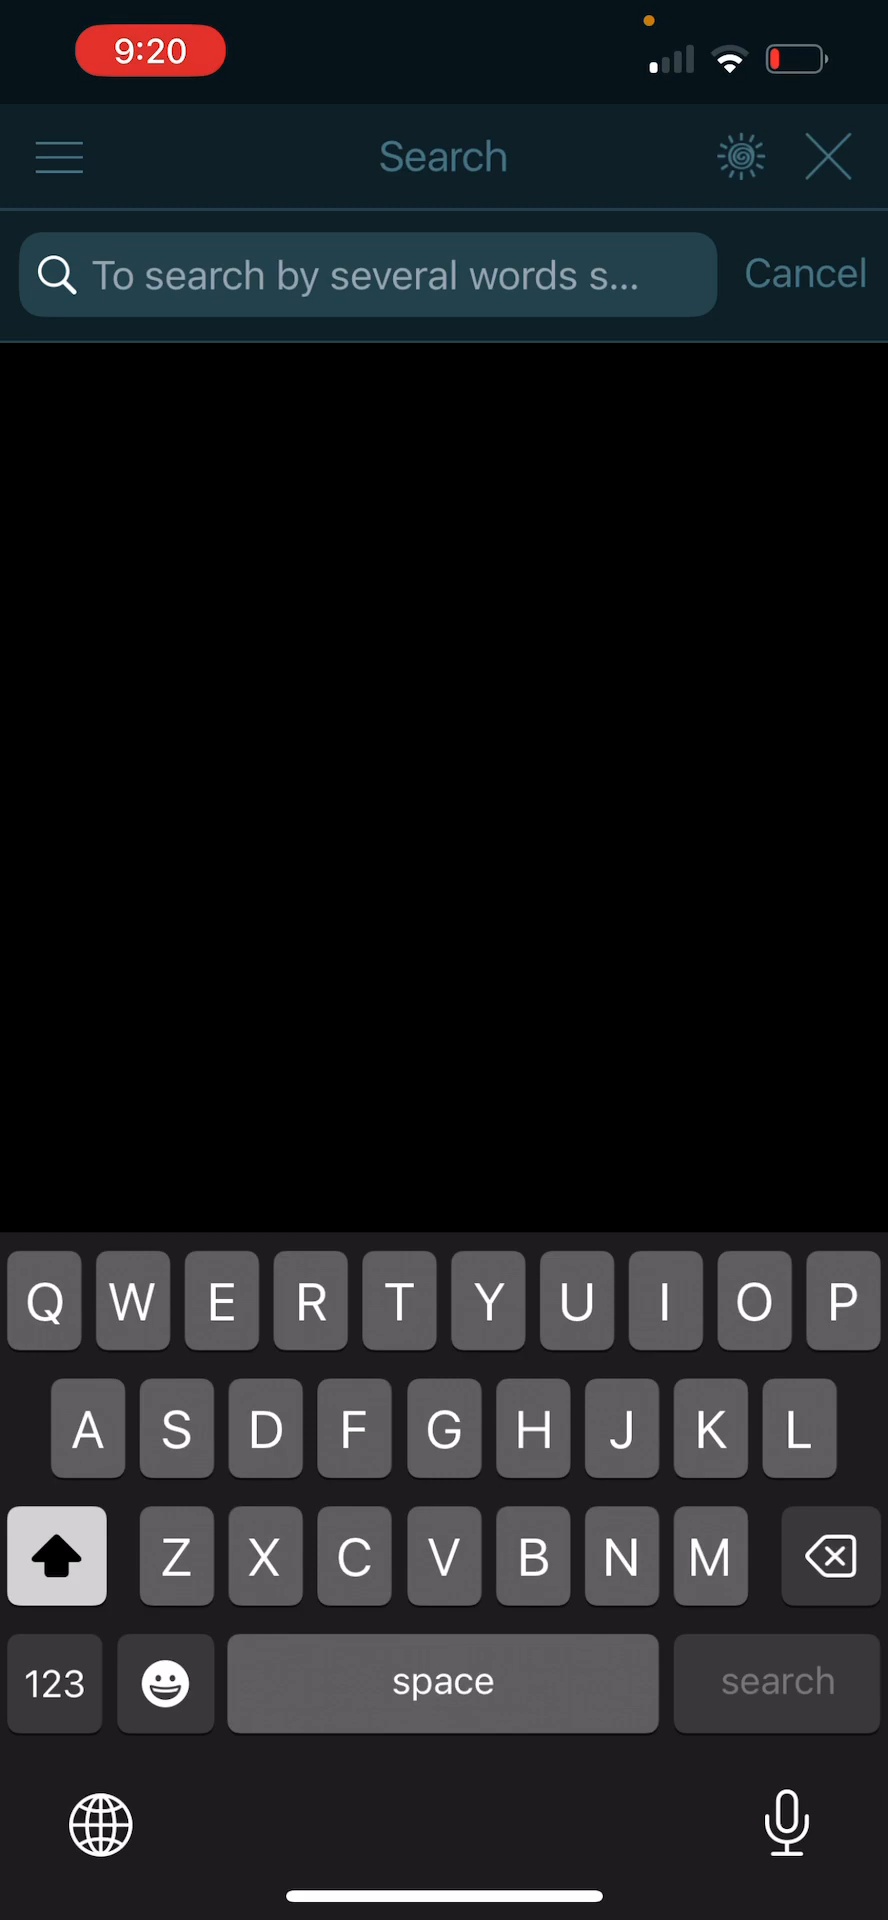 9:20
Search
To search by several words s...
Cancel
Q W E R T Y U I O P
A S D F G H J K L
Z X C V B N M
123 space search